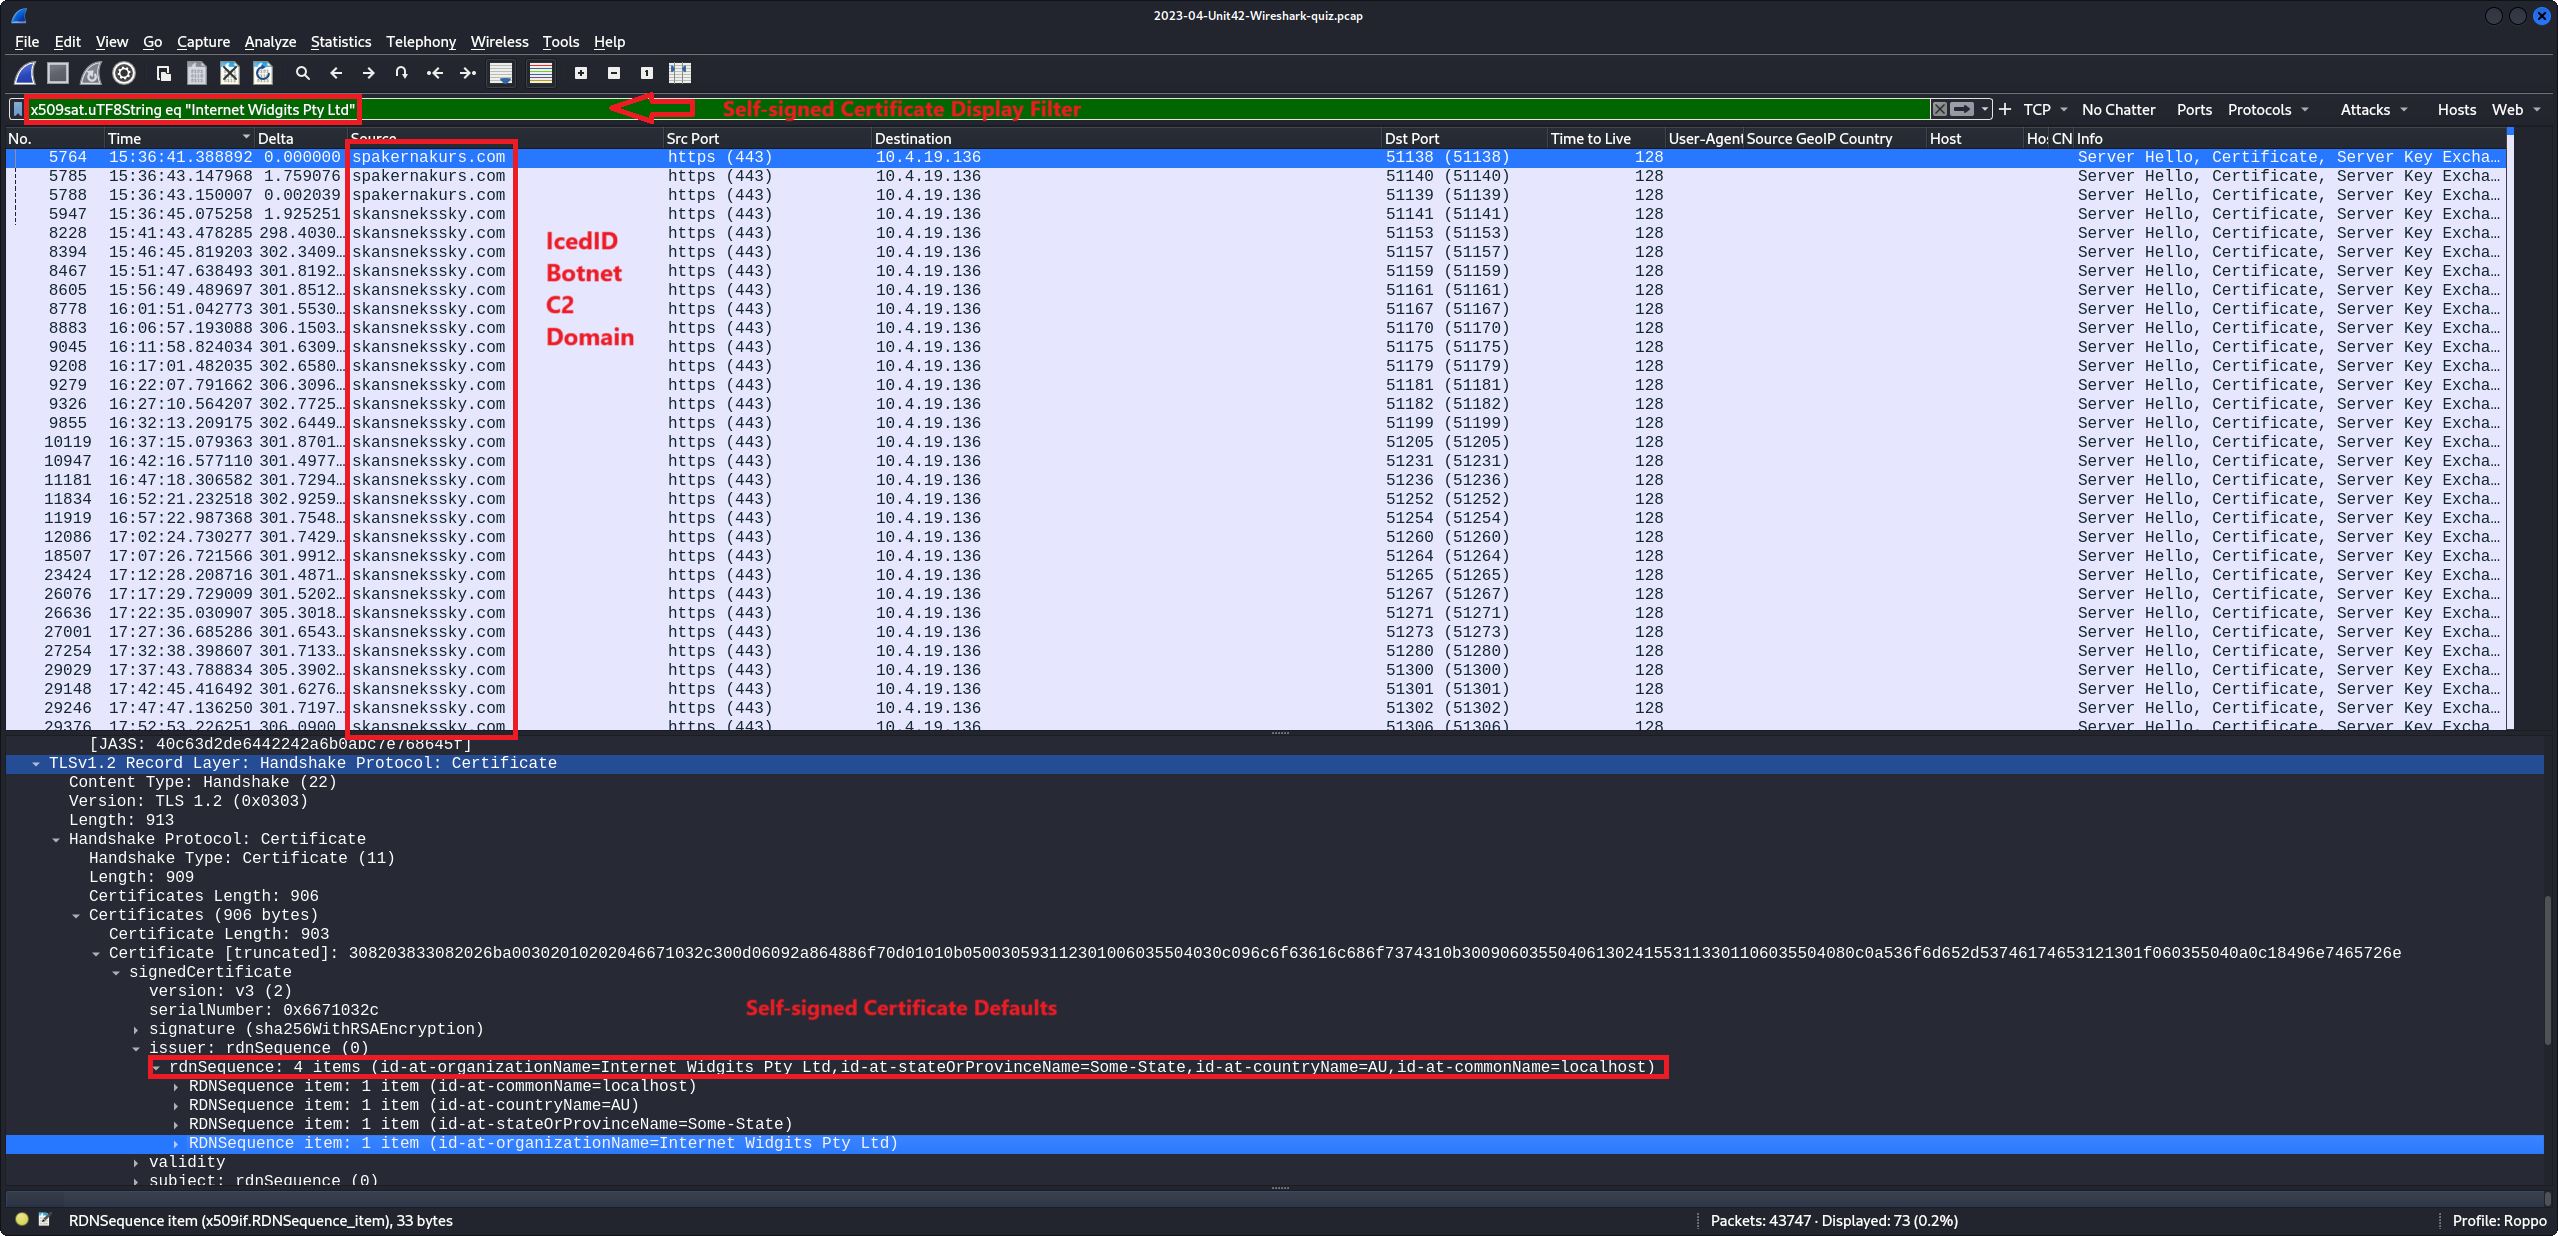 2023-04-Unit42-Wireshark-quiz.pcap
File Edit View Go Capture Analyze Statistics Telephony Wireless Tools Help
x509sat.uTF8String eq "Internet Widgits Pty Ltd" Self-signed Certificate Display Filter + TCP No Chatter Ports Protocols Attacks Hosts Web
No. Time Delta Source Src Port Destination Dst Port Time to Live User-Agent Source GeoIP Country Host Ho: CN Info
5764 15:36:41.388892 0.000000 spakernakurs.com https (443) 10.4.19.136 51138 (51138) 128 Server Hello, Certificate, Server Key Excha…
5785 15:36:43.147968 1.759076 spakernakurs.com https (443) 10.4.19.136 51140 (51140) 128 Server Hello, Certificate, Server Key Excha…
5788 15:36:43.150007 0.002039 spakernakurs.com https (443) 10.4.19.136 51139 (51139) 128 Server Hello, Certificate, Server Key Excha…
5947 15:36:45.075258 1.925251 skansnekssky.com https (443) 10.4.19.136 51141 (51141) 128 Server Hello, Certificate, Server Key Excha…
8228 15:41:43.478285 298.4030… skansnekssky.com https (443) 10.4.19.136 51153 (51153) 128 Server Hello, Certificate, Server Key Excha…
8394 15:46:45.819203 302.3409… skansnekssky.com https (443) 10.4.19.136 51157 (51157) 128 Server Hello, Certificate, Server Key Excha…
8467 15:51:47.638493 301.8192… skansnekssky.com https (443) 10.4.19.136 51159 (51159) 128 Server Hello, Certificate, Server Key Excha…
8605 15:56:49.489697 301.8512… skansnekssky.com https (443) 10.4.19.136 51161 (51161) 128 Server Hello, Certificate, Server Key Excha…
8778 16:01:51.042773 301.5530… skansnekssky.com https (443) 10.4.19.136 51167 (51167) 128 Server Hello, Certificate, Server Key Excha…
8883 16:06:57.193088 306.1503… skansnekssky.com https (443) 10.4.19.136 51170 (51170) 128 Server Hello, Certificate, Server Key Excha…
9045 16:11:58.824034 301.6309… skansnekssky.com https (443) 10.4.19.136 51175 (51175) 128 Server Hello, Certificate, Server Key Excha…
9208 16:17:01.482035 302.6580… skansnekssky.com https (443) 10.4.19.136 51179 (51179) 128 Server Hello, Certificate, Server Key Excha…
9279 16:22:07.791662 306.3096… skansnekssky.com https (443) 10.4.19.136 51181 (51181) 128 Server Hello, Certificate, Server Key Excha…
9326 16:27:10.564207 302.7725… skansnekssky.com https (443) 10.4.19.136 51182 (51182) 128 Server Hello, Certificate, Server Key Excha…
9855 16:32:13.209175 302.6449… skansnekssky.com https (443) 10.4.19.136 51199 (51199) 128 Server Hello, Certificate, Server Key Excha…
10119 16:37:15.079363 301.8701… skansnekssky.com https (443) 10.4.19.136 51205 (51205) 128 Server Hello, Certificate, Server Key Excha…
10947 16:42:16.577110 301.4977… skansnekssky.com https (443) 10.4.19.136 51231 (51231) 128 Server Hello, Certificate, Server Key Excha…
11181 16:47:18.306582 301.7294… skansnekssky.com https (443) 10.4.19.136 51236 (51236) 128 Server Hello, Certificate, Server Key Excha…
11834 16:52:21.232518 302.9259… skansnekssky.com https (443) 10.4.19.136 51252 (51252) 128 Server Hello, Certificate, Server Key Excha…
11919 16:57:22.987368 301.7548… skansnekssky.com https (443) 10.4.19.136 51254 (51254) 128 Server Hello, Certificate, Server Key Excha…
12086 17:02:24.730277 301.7429… skansnekssky.com https (443) 10.4.19.136 51260 (51260) 128 Server Hello, Certificate, Server Key Excha…
18507 17:07:26.721566 301.9912… skansnekssky.com https (443) 10.4.19.136 51264 (51264) 128 Server Hello, Certificate, Server Key Excha…
23424 17:12:28.208716 301.4871… skansnekssky.com https (443) 10.4.19.136 51265 (51265) 128 Server Hello, Certificate, Server Key Excha…
26076 17:17:29.729009 301.5202… skansnekssky.com https (443) 10.4.19.136 51267 (51267) 128 Server Hello, Certificate, Server Key Excha…
26636 17:22:35.030907 305.3018… skansnekssky.com https (443) 10.4.19.136 51271 (51271) 128 Server Hello, Certificate, Server Key Excha…
27001 17:27:36.685286 301.6543… skansnekssky.com https (443) 10.4.19.136 51273 (51273) 128 Server Hello, Certificate, Server Key Excha…
27254 17:32:38.398607 301.7133… skansnekssky.com https (443) 10.4.19.136 51280 (51280) 128 Server Hello, Certificate, Server Key Excha…
29029 17:37:43.788834 305.3902… skansnekssky.com https (443) 10.4.19.136 51300 (51300) 128 Server Hello, Certificate, Server Key Excha…
29148 17:42:45.416492 301.6276… skansnekssky.com https (443) 10.4.19.136 51301 (51301) 128 Server Hello, Certificate, Server Key Excha…
29246 17:47:47.136250 301.7197… skansnekssky.com https (443) 10.4.19.136 51302 (51302) 128 Server Hello, Certificate, Server Key Excha…
29376 17:52:53.226251 306.0900… skansnekssky.com https (443) 10.4.19.136 51306 (51306) 128 Server Hello, Certificate, Server Key Excha…
IcedID
Botnet
C2
Domain
[JA3S: 40c63d2de6442242a6b0abc7e768645f]
TLSv1.2 Record Layer: Handshake Protocol: Certificate
Content Type: Handshake (22)
Version: TLS 1.2 (0x0303)
Length: 913
Handshake Protocol: Certificate
Handshake Type: Certificate (11)
Length: 909
Certificates Length: 906
Certificates (906 bytes)
Certificate Length: 903
Certificate [truncated]: 308203833082026ba00302010202046671032c300d06092a864886f70d01010b050030593112301006035504030c096c6f63616c686f7374310b3009060355040613024155311330110603550 4080c0a536f6d652d53746174653121301f060355040a0c18496e7465726e
signedCertificate
version: v3 (2)
serialNumber: 0x6671032c
signature (sha256WithRSAEncryption)
Self-signed Certificate Defaults
issuer: rdnSequence (0)
rdnSequence: 4 items (id-at-organizationName=Internet Widgits Pty Ltd,id-at-stateOrProvinceName=Some-State,id-at-countryName=AU,id-at-commonName=localhost)
RDNSequence item: 1 item (id-at-commonName=localhost)
RDNSequence item: 1 item (id-at-countryName=AU)
RDNSequence item: 1 item (id-at-stateOrProvinceName=Some-State)
RDNSequence item: 1 item (id-at-organizationName=Internet Widgits Pty Ltd)
validity
subject: rdnSequence (0)
RDNSequence item (x509if.RDNSequence_item), 33 bytes Packets: 43747 · Displayed: 73 (0.2%) Profile: Roppo